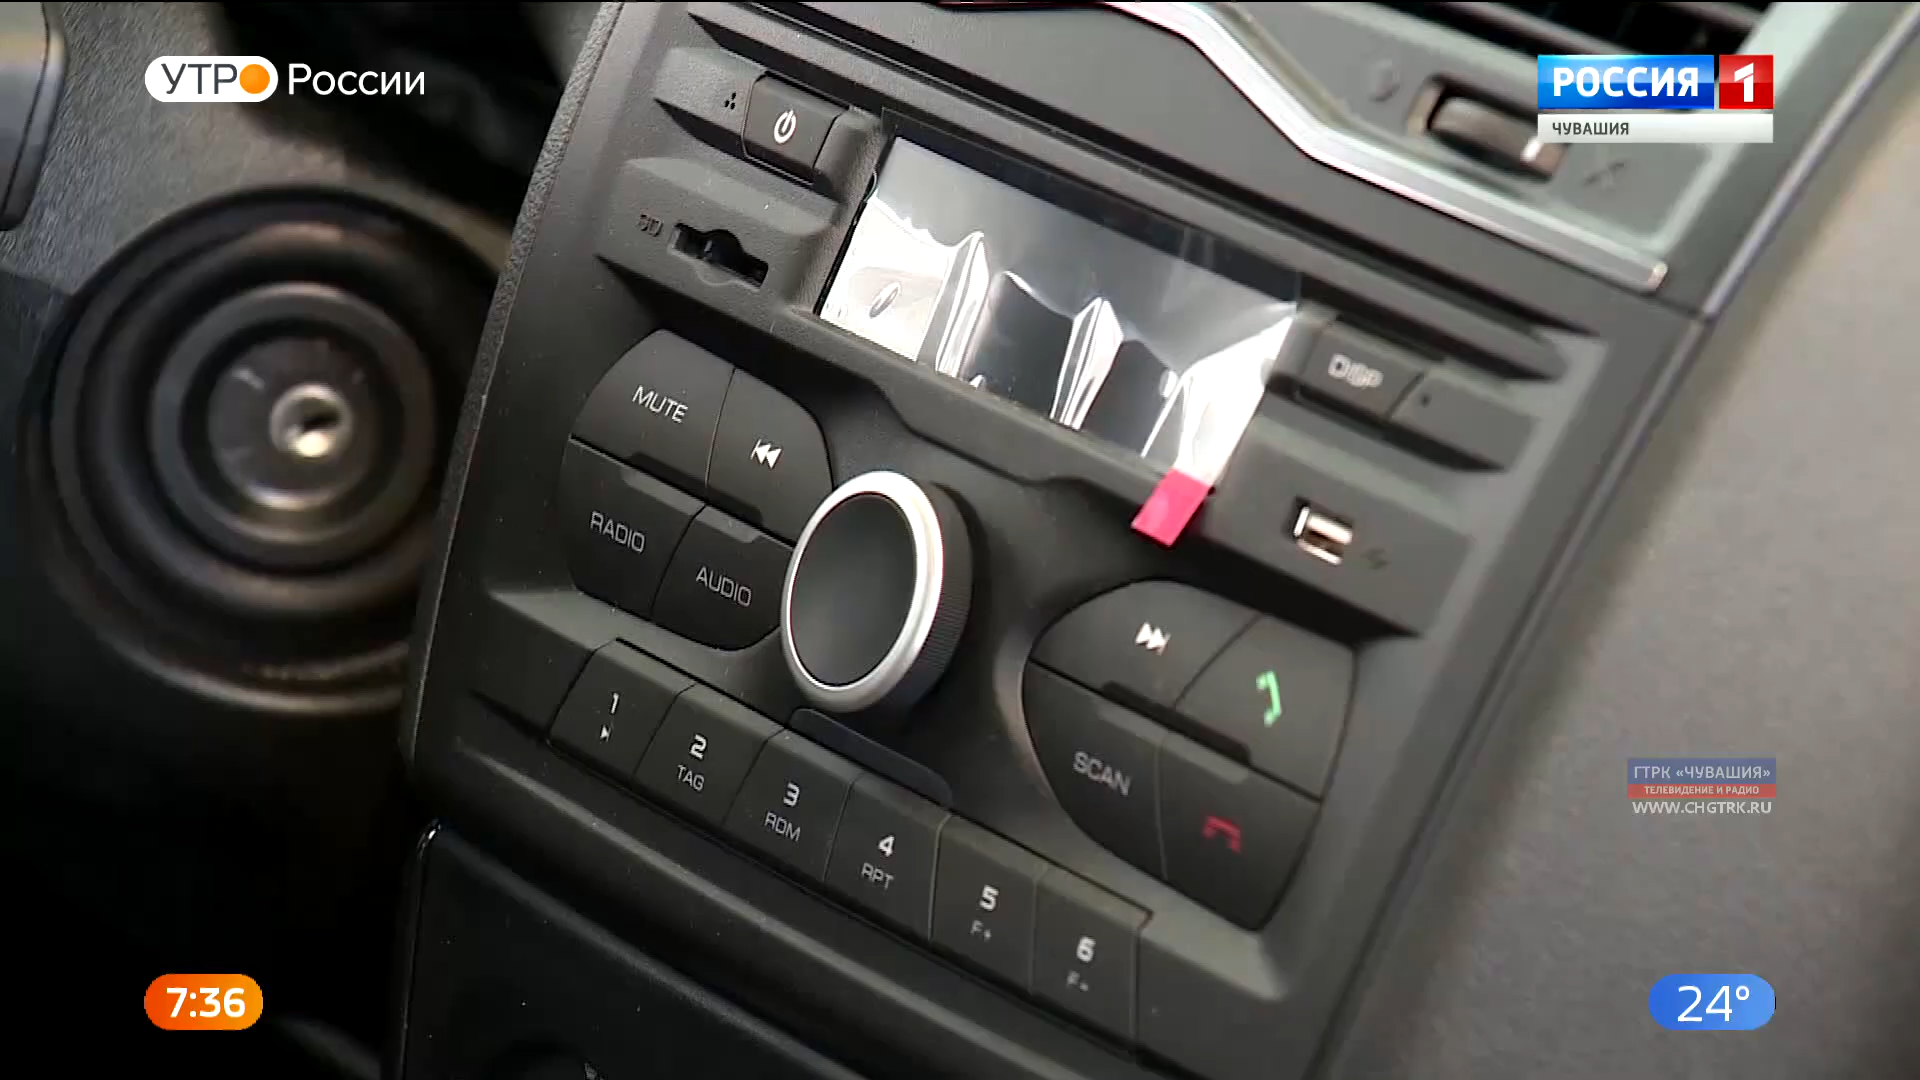 УТРО России
РОССИЯ 1
ЧУВАШИЯ
SD
DISP
MUTE
RADIO
AUDIO
SCAN
1
2
TAG
3
RDM
4
RPT
5
F+
6
ГТРК «ЧУВАШИЯ»
ТЕЛЕВИДЕНИЕ И РАДИО
WWW.CHGTRK.RU
7:36
24°